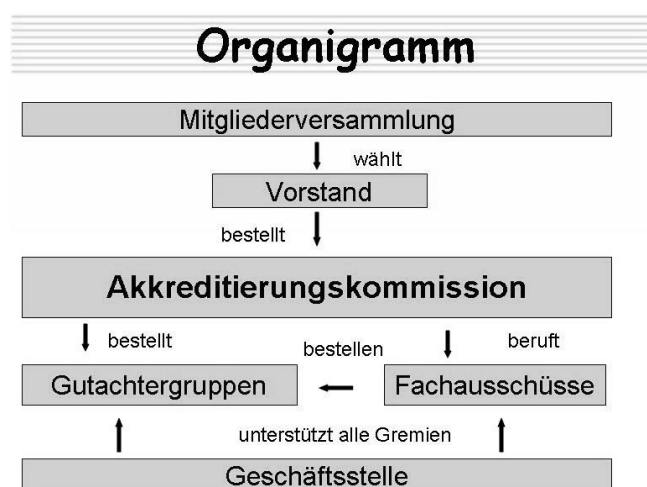 Organigramm
Mitgliederversammlung
wählt
Vorstand
bestellt
Akkreditierungskommission
bestellt
bestellen
beruft
Gutachtergruppen
Fachausschüsse
unterstützt alle Gremien
Geschäftsstelle